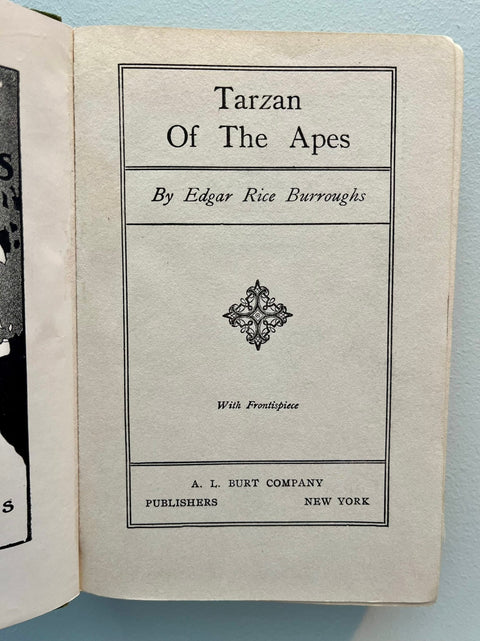 S
S
Tarzan
Of The Apes
By Edgar Rice Burroughs
With Frontispiece
A. L. BURT COMPANY
PUBLISHERS NEW YORK